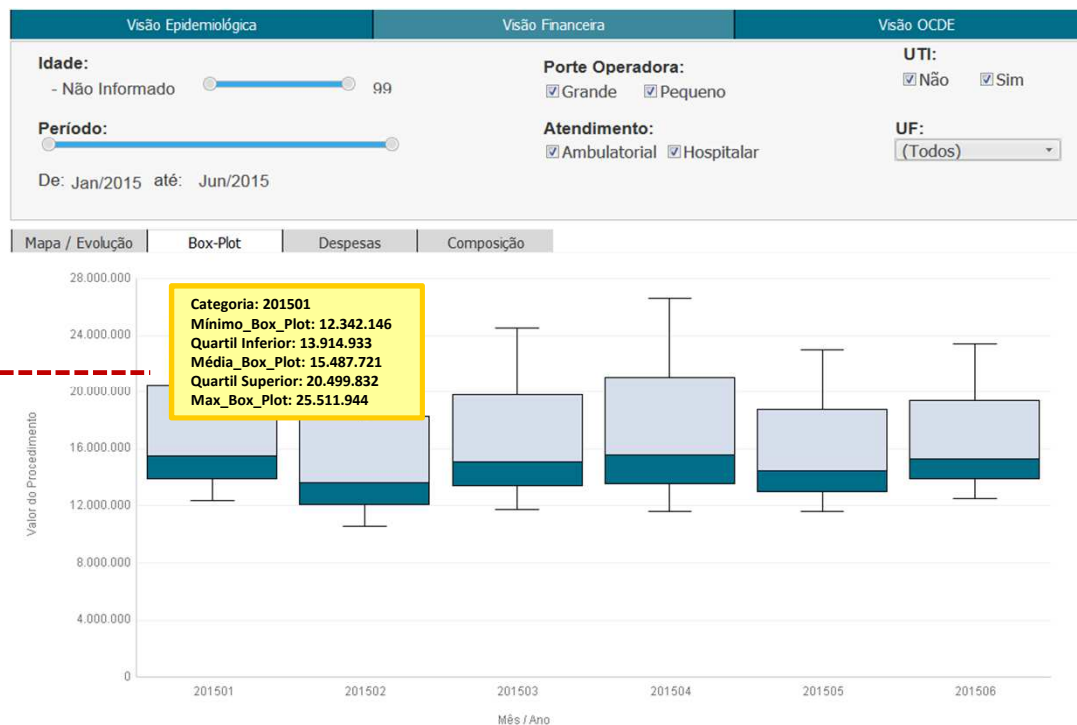 Visão Epidemiológica Visão Financeira Visão OCDE
Idade:
- Não Informado 99
Porte Operadora:
Grande Pequeno
UTI:
Não Sim
Período:
De: Jan/2015 até: Jun/2015
Atendimento:
Ambulatorial Hospitalar
UF:
(Todos)
Mapa / Evolução Box-Plot Despesas Composição
28.000.000
24.000.000
20.000.000
16.000.000
12.000.000
8.000.000
4.000.000
0
Valor do Procedimento
Categoria: 201501
Mínimo_Box_Plot: 12.342.146
Quartil Inferior: 13.914.933
Média_Box_Plot: 15.487.721
Quartil Superior: 20.499.832
Max_Box_Plot: 25.511.944
201501 201502 201503 201504 201505 201506
Mês / Ano